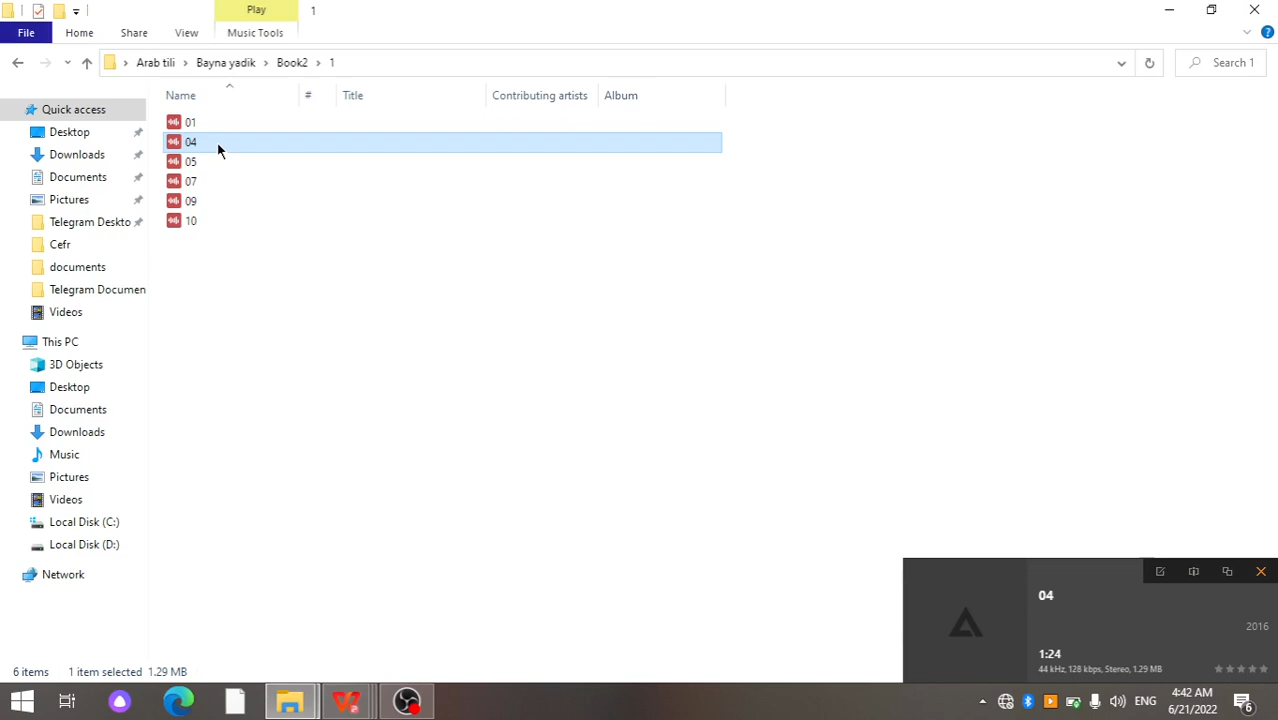 Play
1
File
Home
Share
View
Music Tools
Arab tili
Bayna yadik
Book2
1
Search 1
Name
#
Title
Contributing artists
Album
Quick access
Desktop
Downloads
Documents
Pictures
Telegram Deskto
Cefr
documents
Telegram Documen
Videos
This PC
3D Objects
Desktop
Documents
Downloads
Music
Pictures
Videos
Local Disk (C:)
Local Disk (D:)
Network
01
04
05
07
09
10
04
2016
1:24
44 kHz, 128 kbps, Stereo, 1.29 MB
6 items
1 item selected
1.29 MB
ENG
4:42 AM
6/21/2022
6